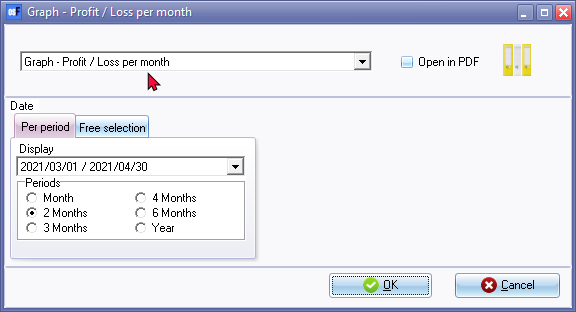 Graph - Profit / Loss per month
Graph - Profit / Loss per month
Open in PDF
Date
Per period
Free selection
Display
2021/03/01 / 2021/04/30
Periods
Month
4 Months
2 Months
6 Months
3 Months
Year
OK
Cancel